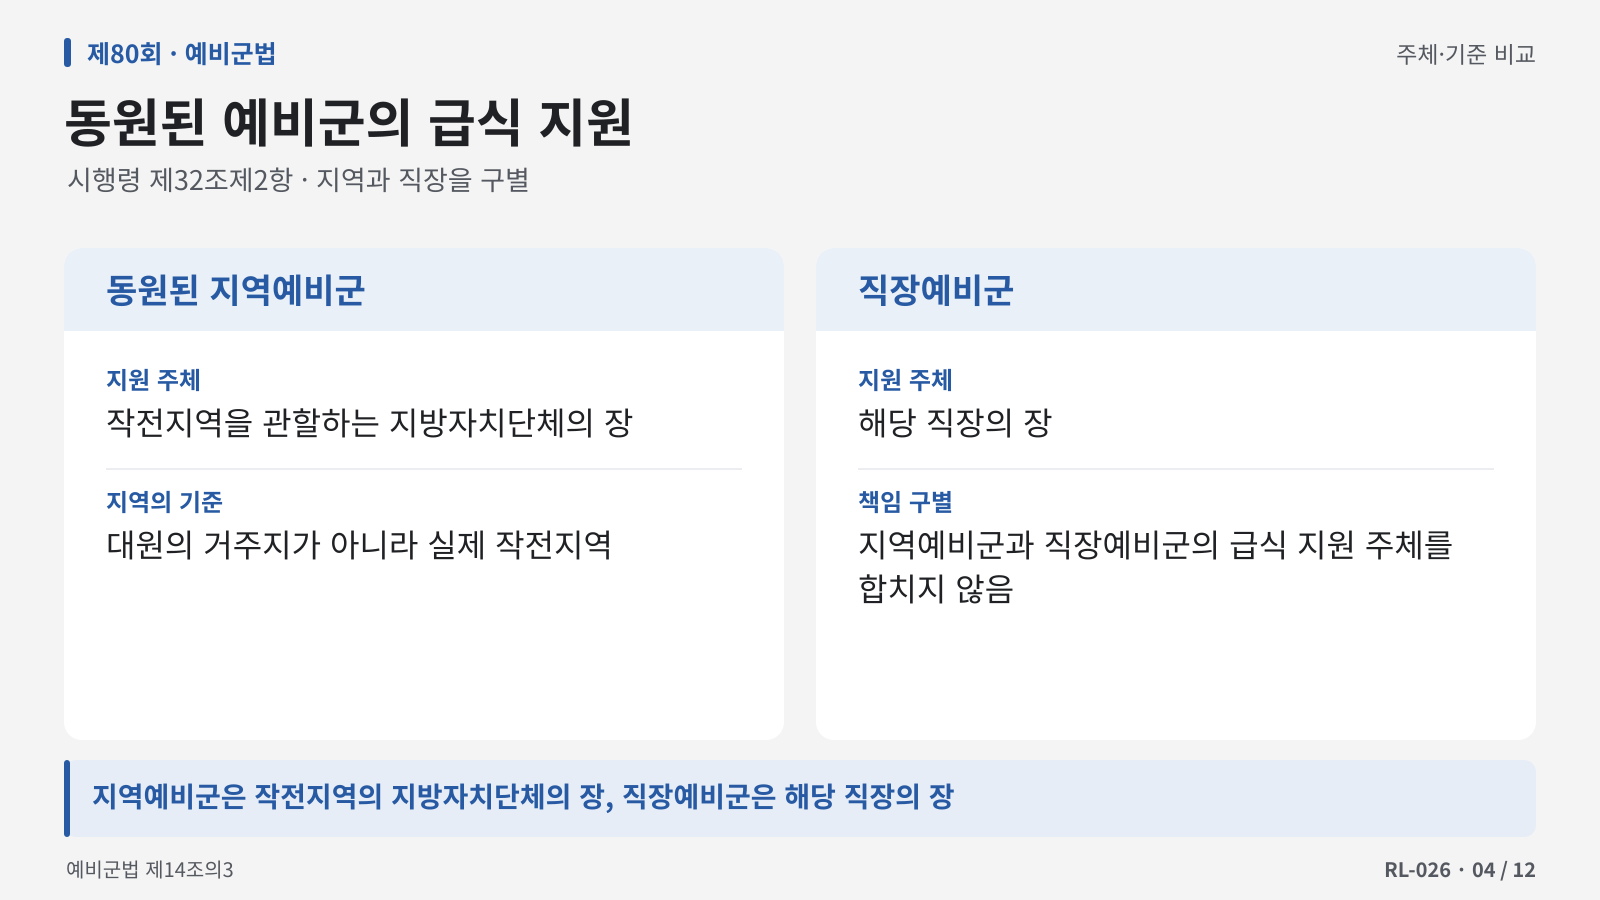 제80회 · 예비군법
주체·기준 비교
동원된 예비군의 급식 지원
시행령 제32조제2항 · 지역과 직장을 구별
동원된 지역예비군
지원 주체
작전지역을 관할하는 지방자치단체의 장
지역의 기준
대원의 거주지가 아니라 실제 작전지역
직장예비군
지원 주체
해당 직장의 장
책임 구별
지역예비군과 직장예비군의 급식 지원 주체를
합치지 않음
지역예비군은 작전지역의 지방자치단체의 장, 직장예비군은 해당 직장의 장
예비군법 제14조의3
RL-026 · 04 / 12